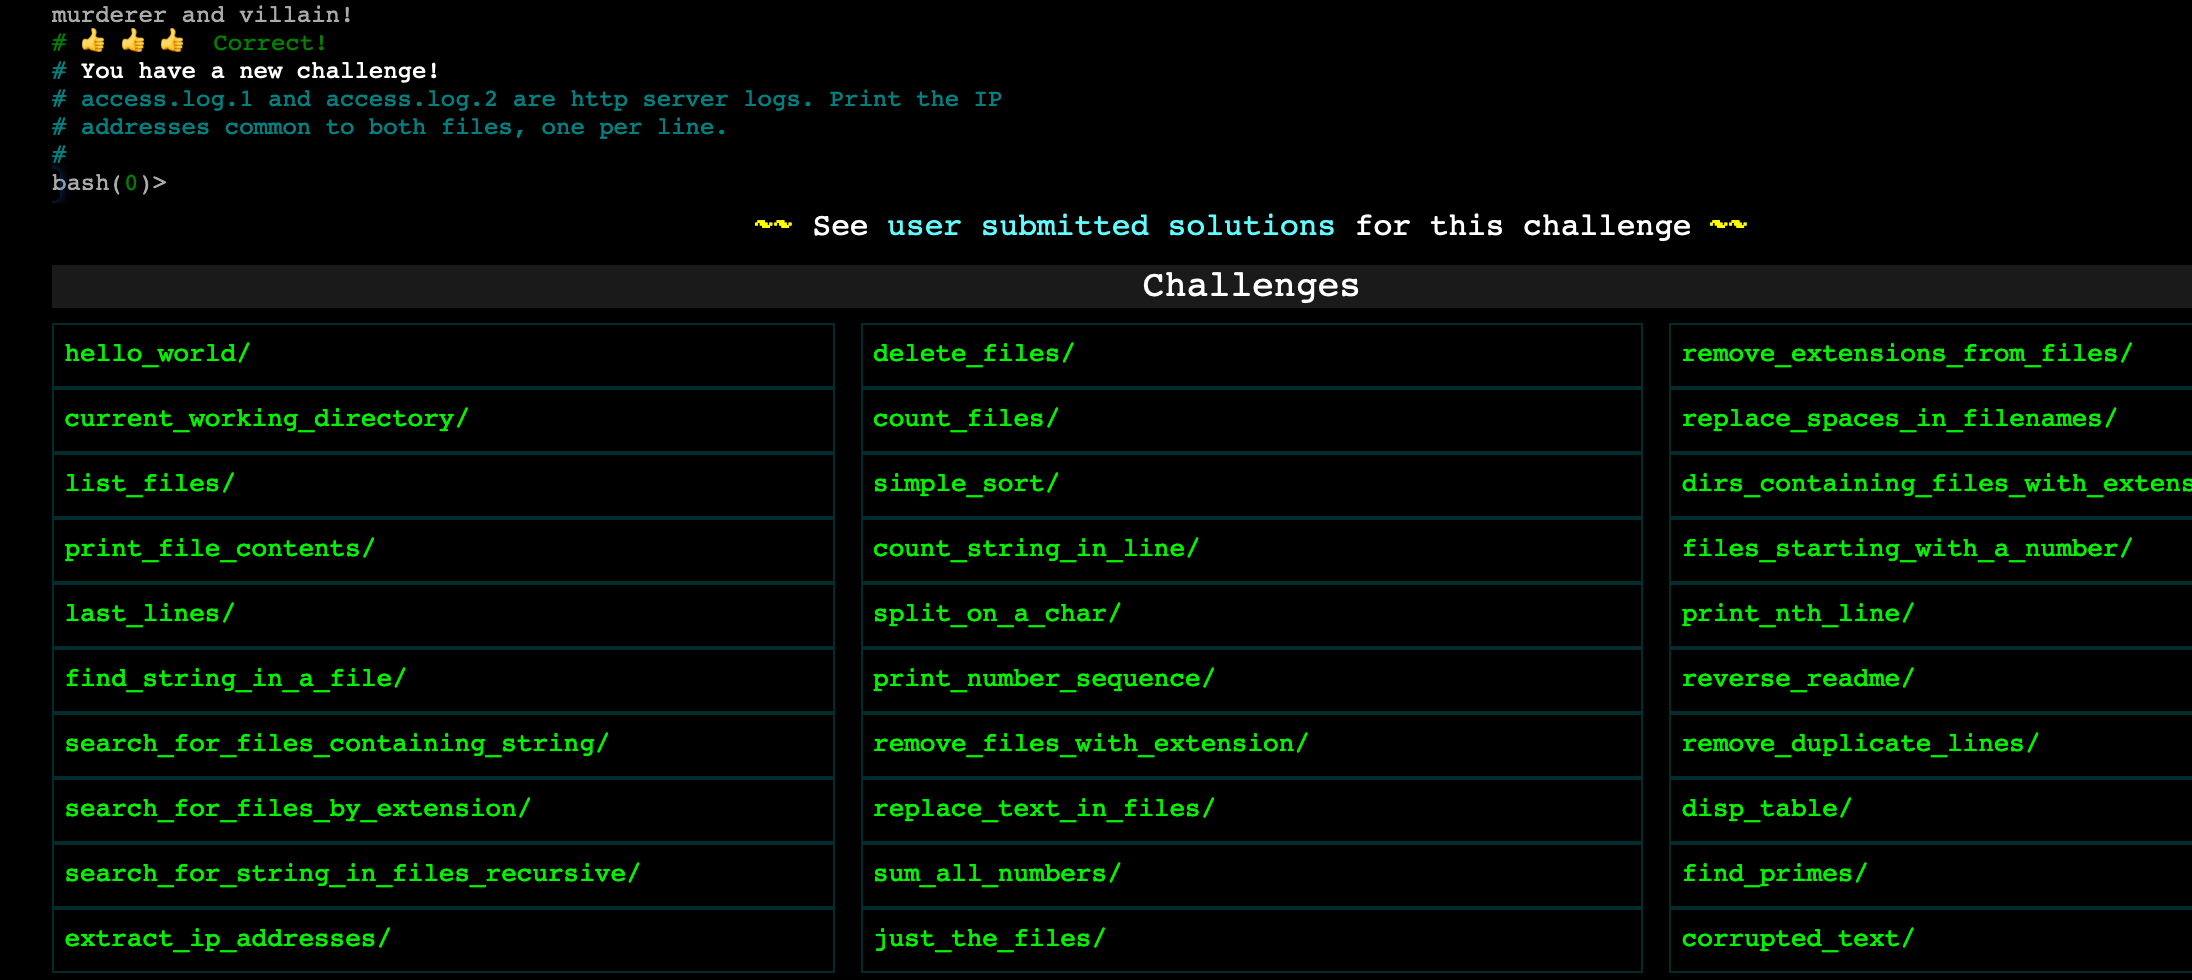 murderer and villain!
# 👍 👍 👍 Correct!
# You have a new challenge!
# access.log.1 and access.log.2 are http server logs. Print the IP
# addresses common to both files, one per line.
#
bash(0)>
~~ See user submitted solutions for this challenge ~~
Challenges
hello_world/
current_working_directory/
list_files/
print_file_contents/
last_lines/
find_string_in_a_file/
search_for_files_containing_string/
search_for_files_by_extension/
search_for_string_in_files_recursive/
extract_ip_addresses/
delete_files/
count_files/
simple_sort/
count_string_in_line/
split_on_a_char/
print_number_sequence/
remove_files_with_extension/
replace_text_in_files/
sum_all_numbers/
just_the_files/
remove_extensions_from_files/
replace_spaces_in_filenames/
dirs_containing_files_with_extens
files_starting_with_a_number/
print_nth_line/
reverse_readme/
remove_duplicate_lines/
disp_table/
find_primes/
corrupted_text/